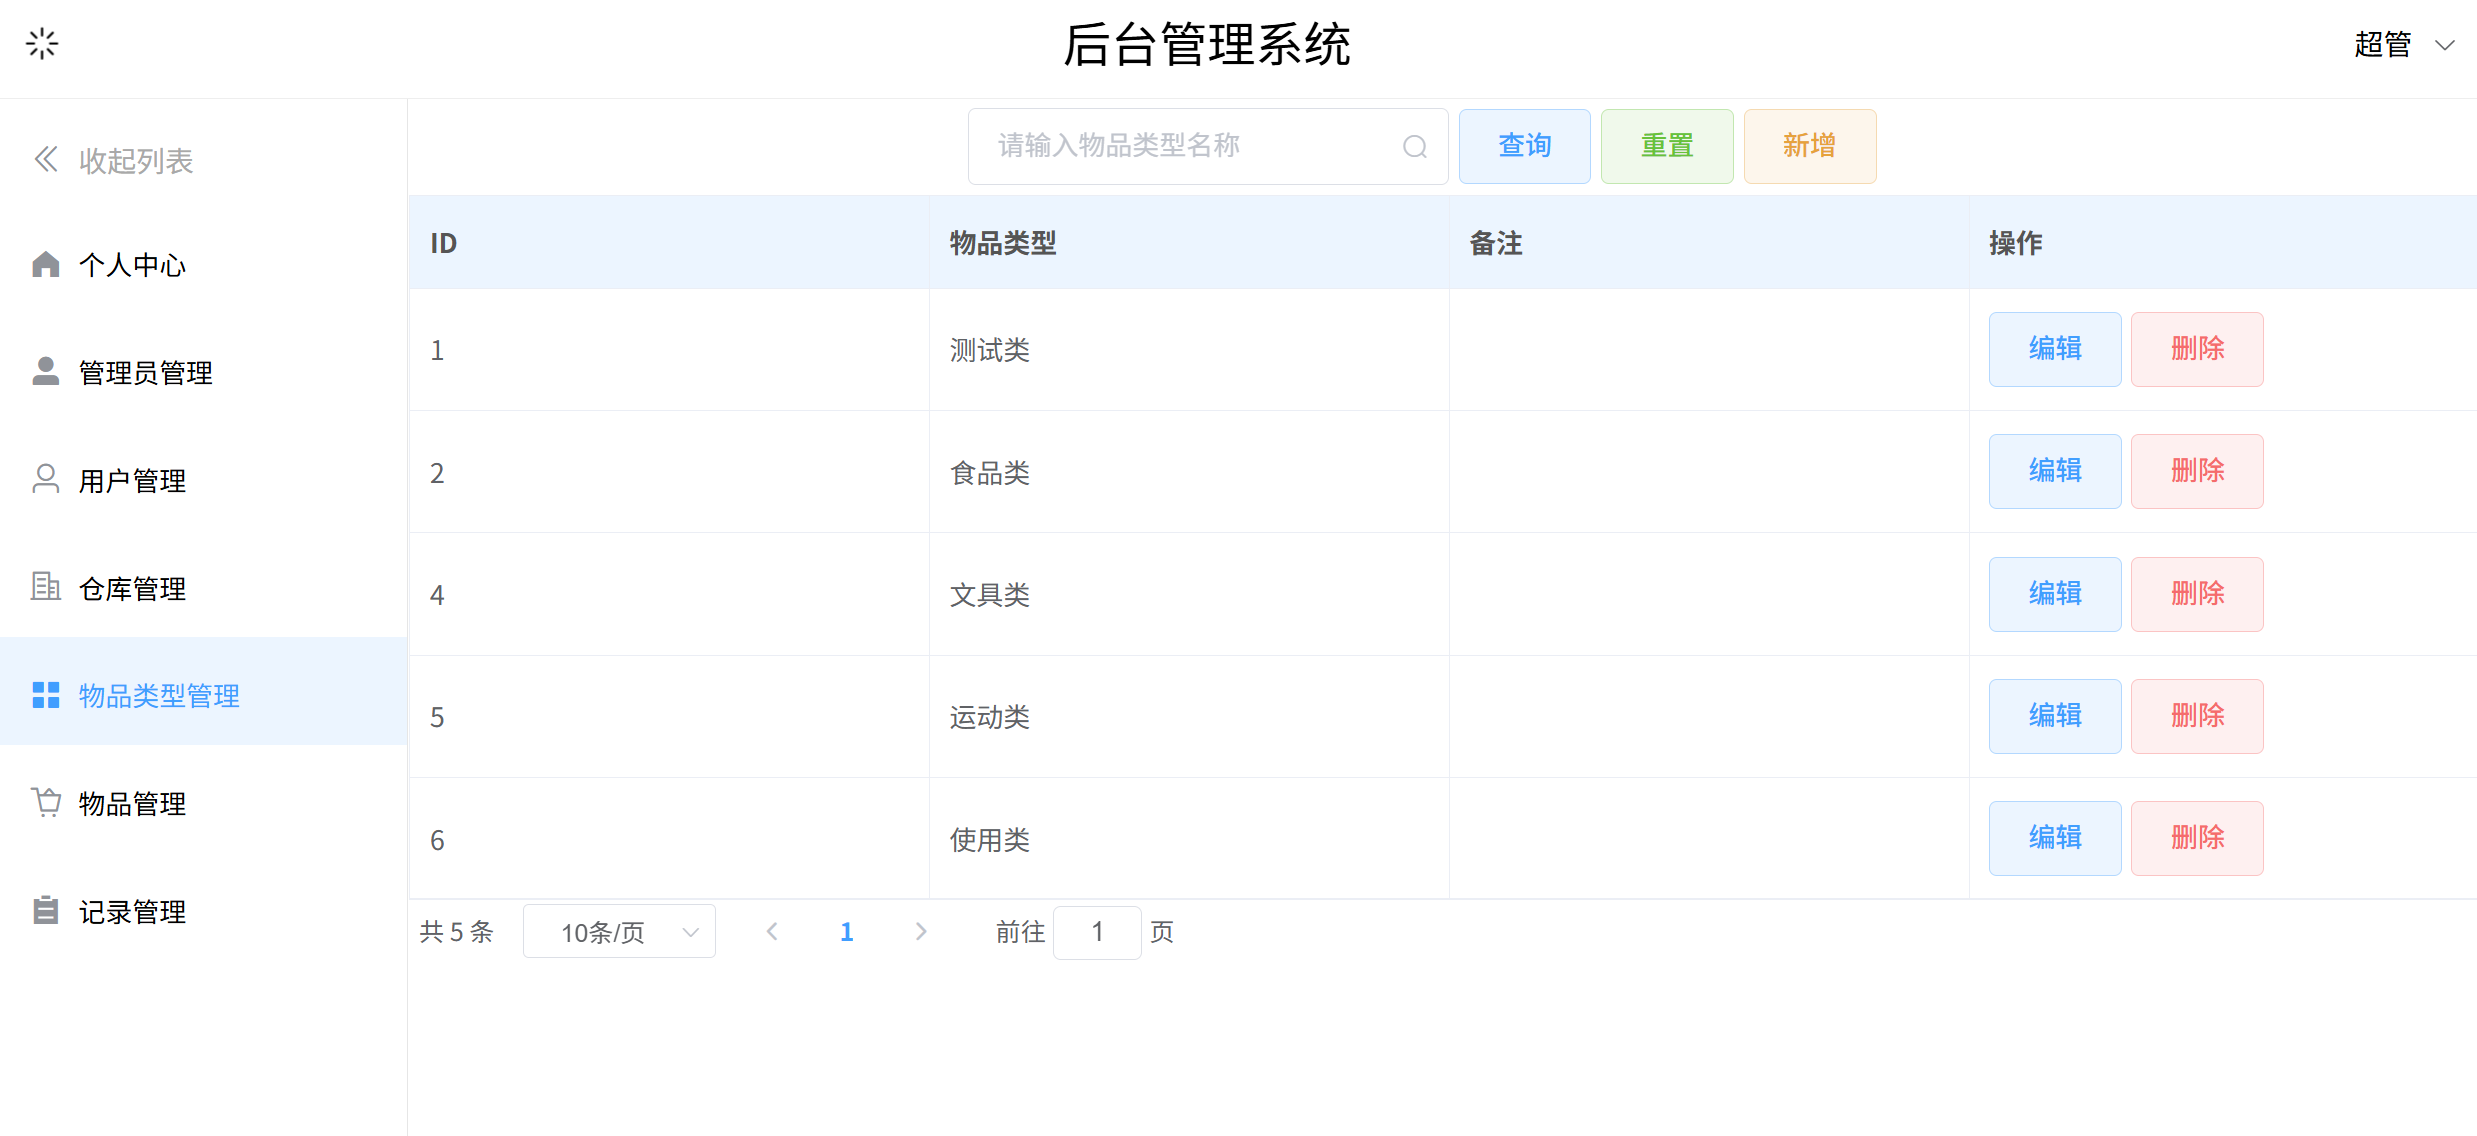 后台管理系统
超管
收起列表
个人中心
管理员管理
用户管理
仓库管理
物品类型管理
物品管理
记录管理
请输入物品类型名称 查询 重置 新增
ID 物品类型 备注 操作
1 测试类 编辑 删除
2 食品类 编辑 删除
4 文具类 编辑 删除
5 运动类 编辑 删除
6 使用类 编辑 删除
共 5 条 10条/页 1 前往 1 页